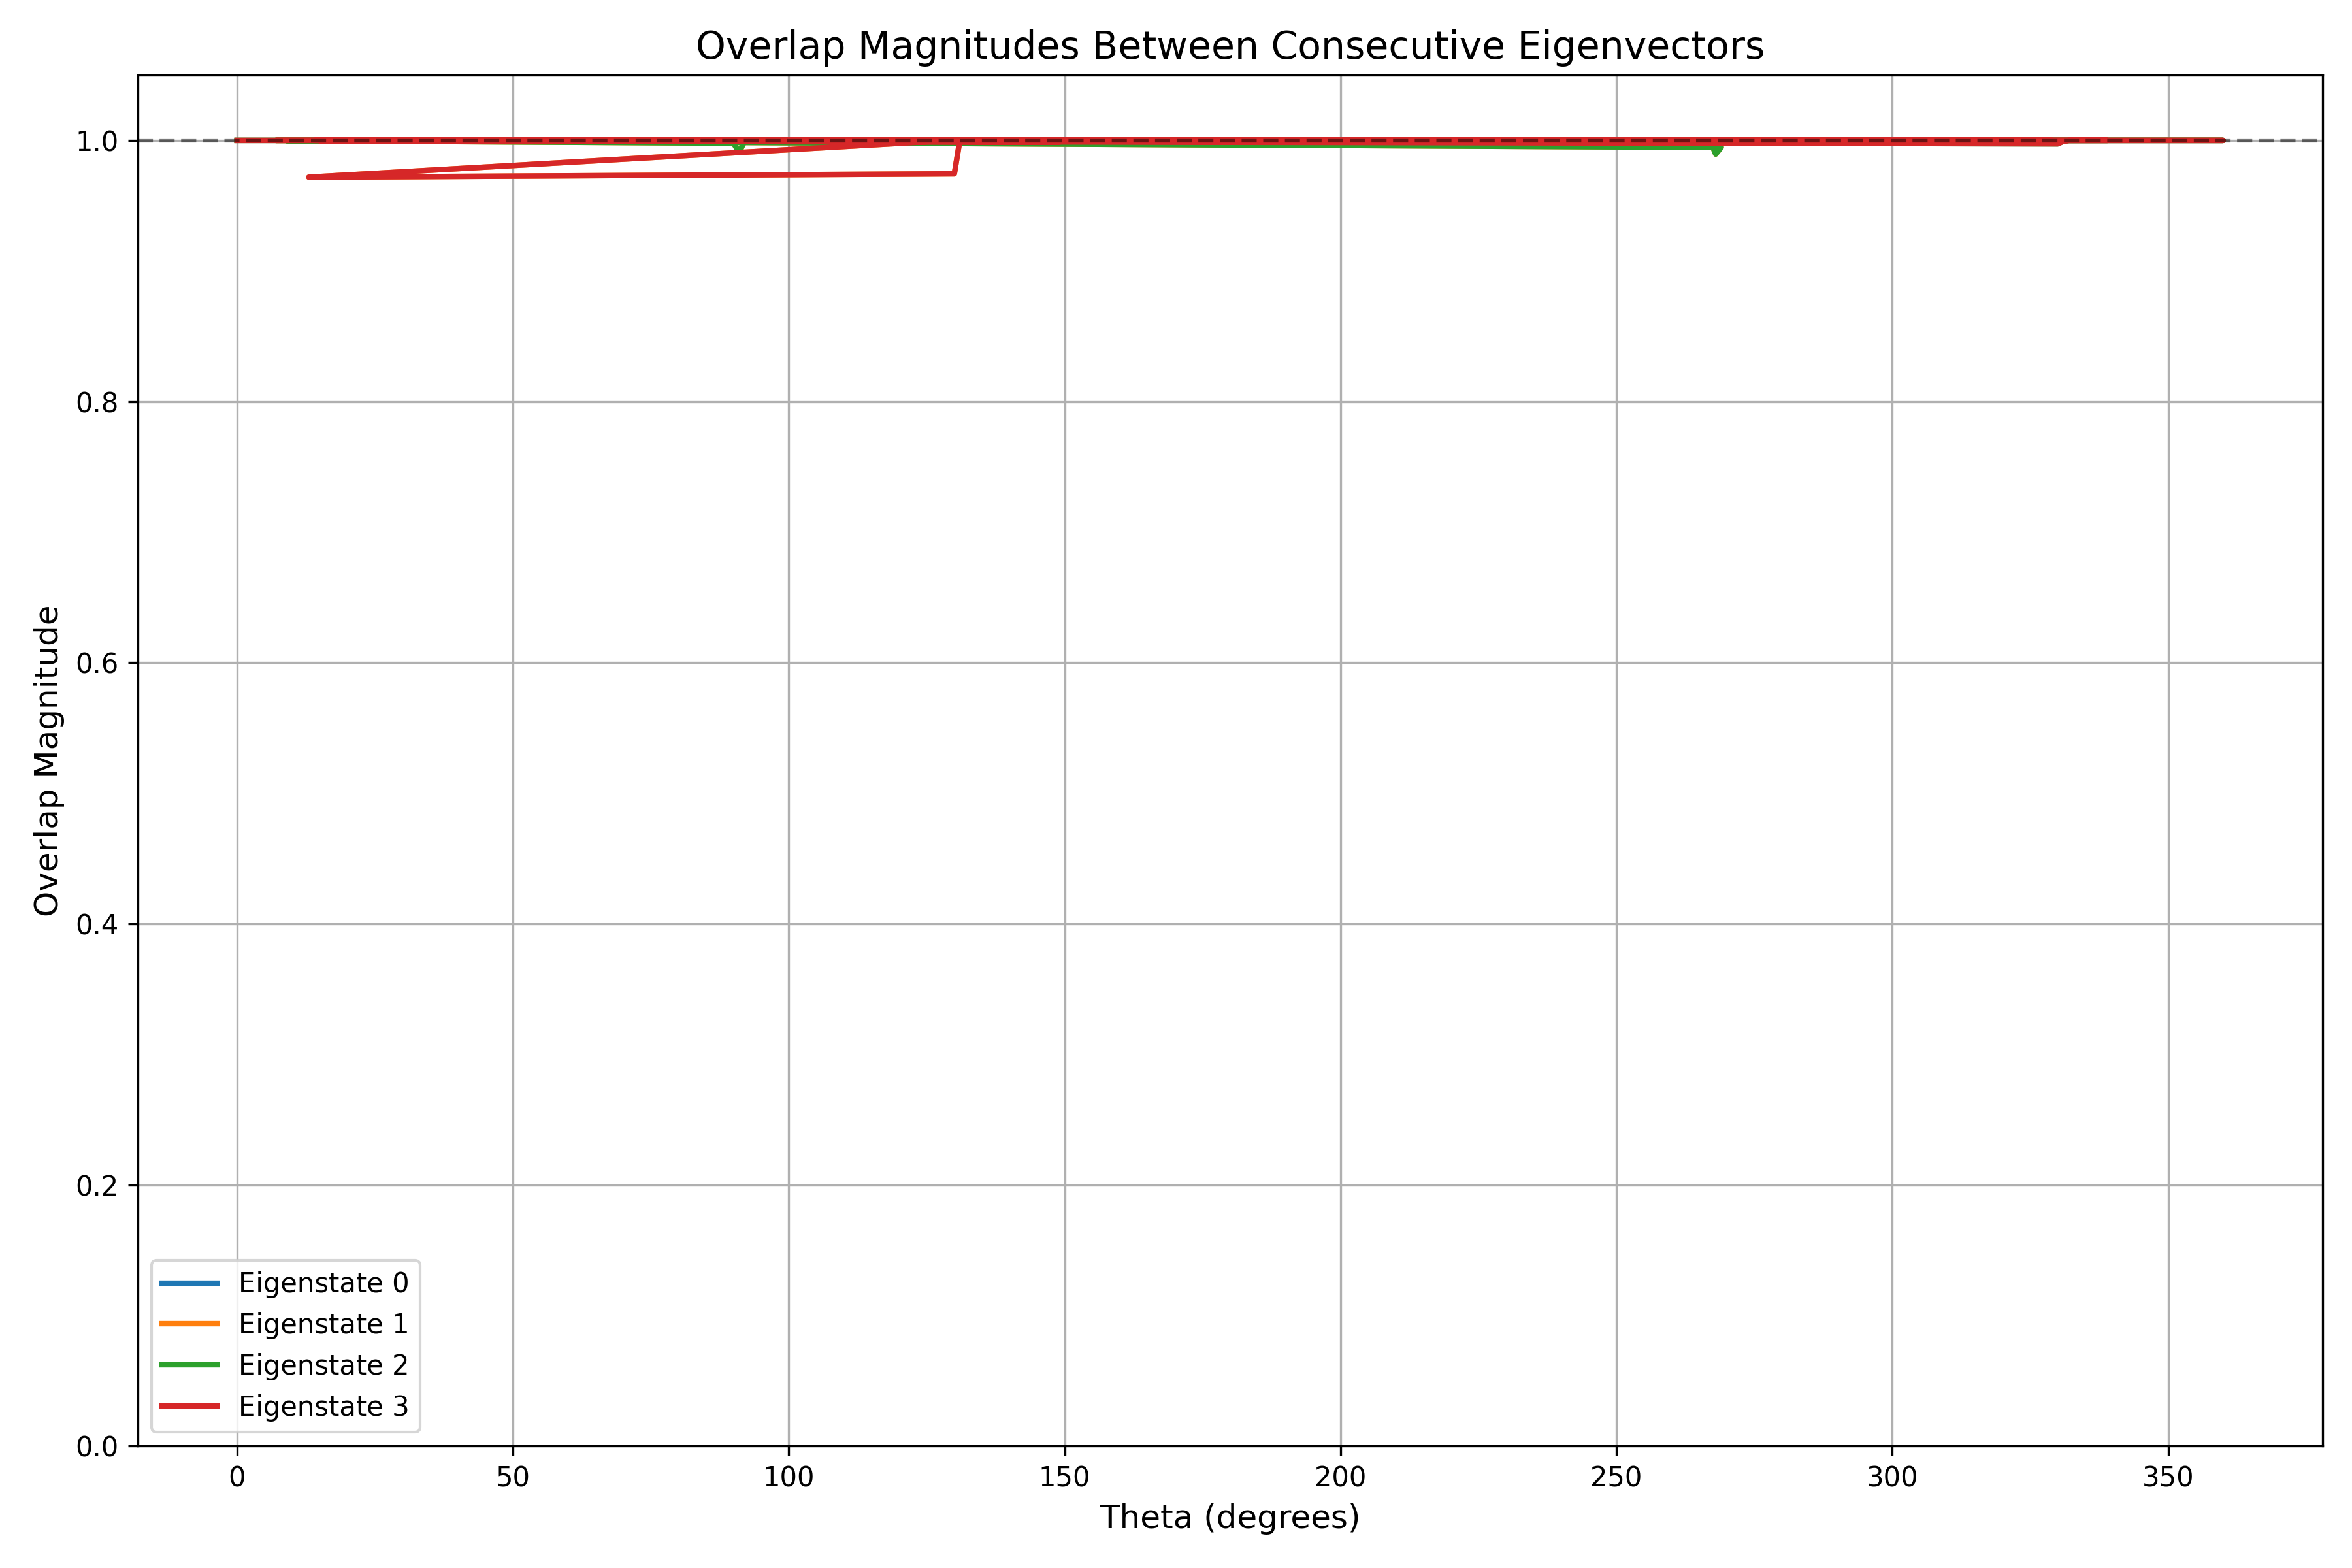 Overlap Magnitudes Between Consecutive Eigenvectors
Overlap Magnitude
1.0
0.8
0.6
0.4
0.2
0.0
Eigenstate 0
Eigenstate 1
Eigenstate 2
Eigenstate 3
0 50 100 150 200 250 300 350
Theta (degrees)